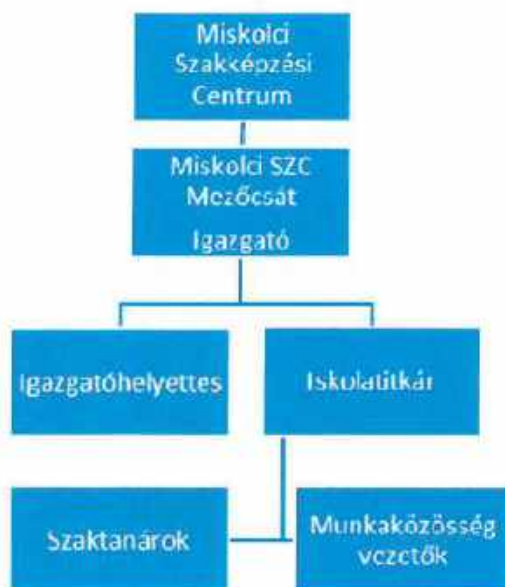 Miskolci
Szakképzési
Centrum
Miskolci SZC
Mezőcsát
Igazgató
Igazgatóhelyettes
Iskolatitkár
Szaktanárok
Munkaközösség
vezetők